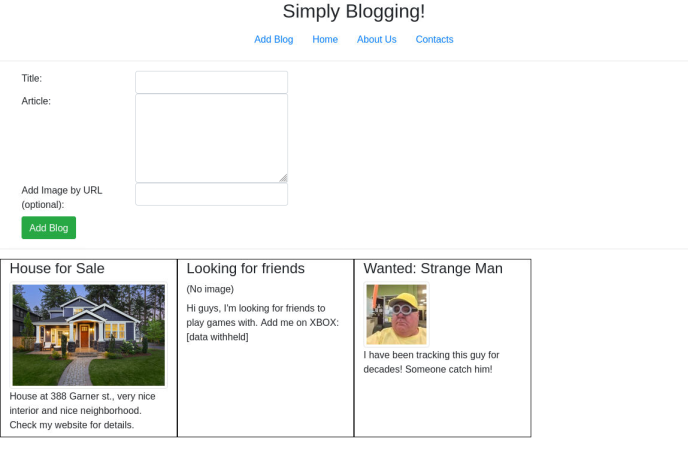 Simply Blogging!
Add Blog Home About Us Contacts
Title:
Article:
Add Image by URL
(optional):
Add Blog
House for Sale
House at 388 Garner st., very nice
interior and nice neighborhood.
Check my website for details.
Looking for friends
(No image)
Hi guys, I'm looking for friends to
play games with. Add me on XBOX:
[data withheld]
Wanted: Strange Man
I have been tracking this guy for
decades! Someone catch him!